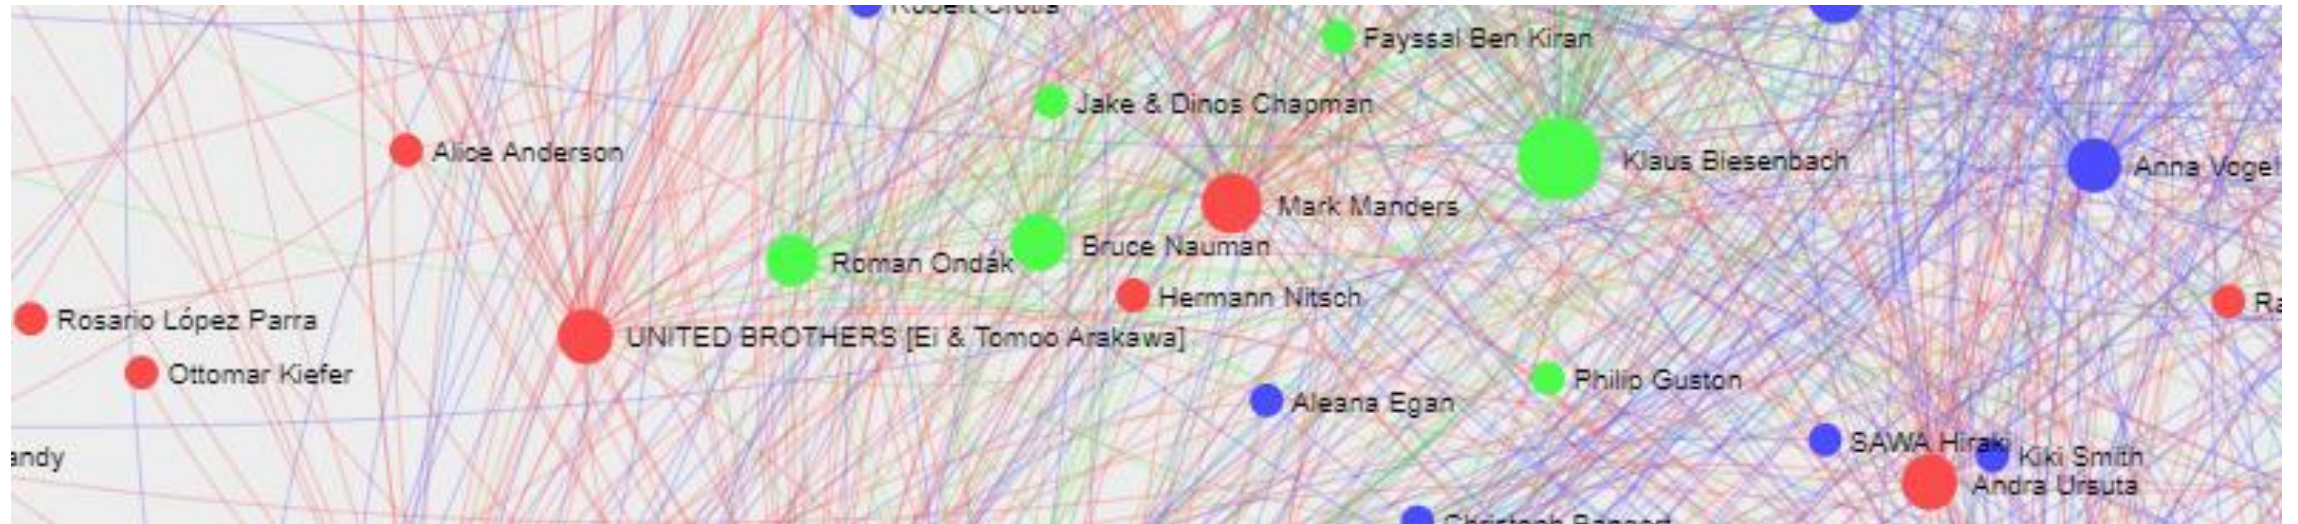 Fayssal Ben Kiran
Jake & Dinos Chapman
Alice Anderson
Klaus Biesenbach
Anna Vogel
Mark Manders
Bruce Nauman
Roman Ondák
Hermann Nitsch
Rosario López Parra
UNITED BROTHERS [Ei & Tomoo Arakawa]
Ottomar Kiefer
Philip Guston
Aleana Egan
SAWA Hiraki
andy
Kiki Smith
Andra Ursuta